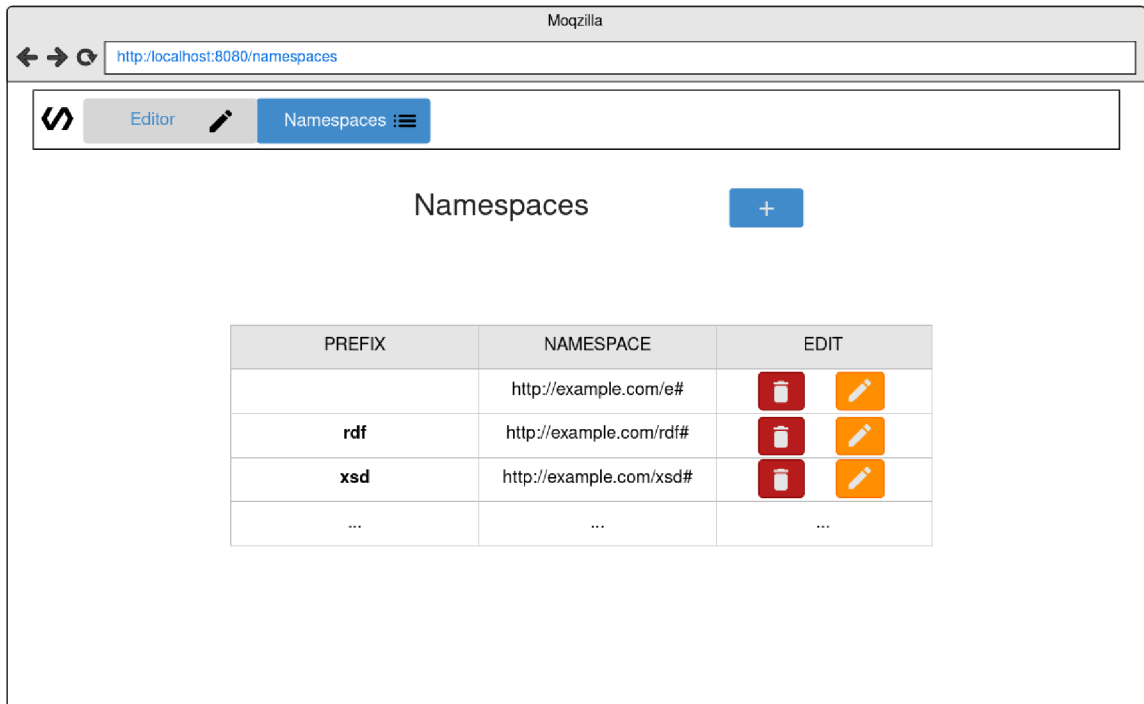 Moqzilla
http:/localhost:8080/namespaces
Editor Namespaces
Namespaces +
PREFIX NAMESPACE EDIT
http://example.com/e#
rdf http://example.com/rdf#
xsd http://example.com/xsd#
... ... ...